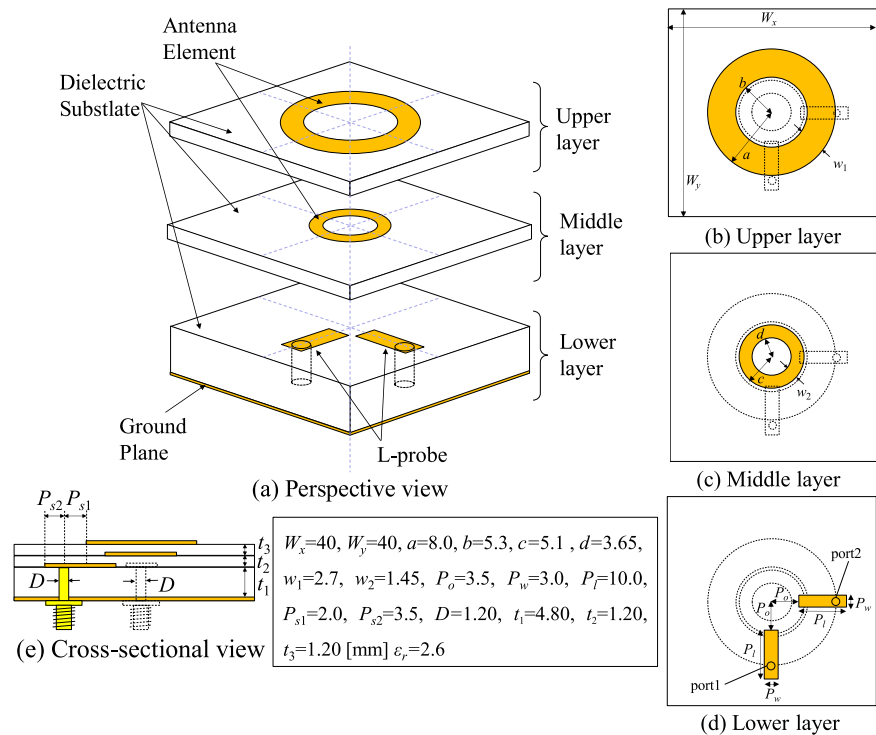 Antenna
Element
Dielectric
Substlate
Upper
layer
Middle
layer
Lower
layer
Ground
Plane
L-probe
(a) Perspective view
Wx
Wy
b
a
w1
(b) Upper layer
d
c
w2
(c) Middle layer
port2
Po
Pw
Po
Pl
Pl
port1
Pw
(d) Lower layer
Ps2 Ps1
t3
t2
D D t1
(e) Cross-sectional view
Wx=40, Wy=40, a=8.0, b=5.3, c=5.1 , d=3.65,
w1=2.7, w2=1.45, Po=3.5, Pw=3.0, Pl=10.0,
Ps1=2.0, Ps2=3.5, D=1.20, t1=4.80, t2=1.20,
t3=1.20 [mm] εr=2.6